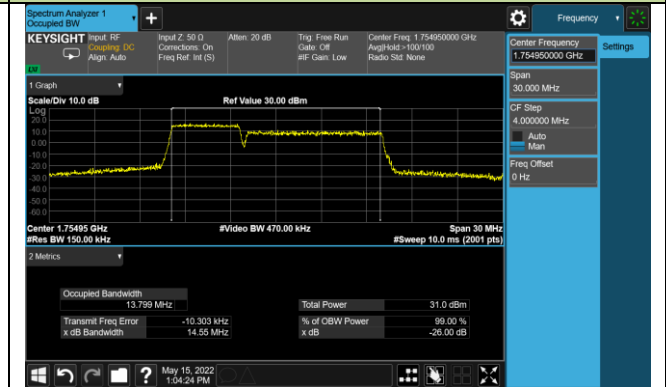 Spectrum Analyzer 1
Occupied BW
+
Frequency
KEYSIGHT
Input: RF
Coupling: DC
Align: Auto
Input Z: 50 Ω
Corrections: On
Freq Ref: Int (S)
Atten: 20 dB
Trig: Free Run
Gate: Off
#IF Gain: Low
Center Freq: 1.754950000 GHz
Avg|Hold:>100/100
Radio Std: None
Center Frequency
1.754950000 GHz
Settings
Span
30.000 MHz
CF Step
4.000000 MHz
Auto
Man
Freq Offset
0 Hz
1 Graph
Scale/Div 10.0 dB
Ref Value 30.00 dBm
Log
20.0
10.0
0.00
-10.0
-20.0
-30.0
-40.0
-50.0
-60.0
Center 1.75495 GHz
#Video BW 470.00 kHz
Span 30 MHz
#Res BW 150.00 kHz
#Sweep 10.0 ms (2001 pts)
2 Metrics
Occupied Bandwidth
13.799 MHz
Total Power
31.0 dBm
Transmit Freq Error
-10.303 kHz
% of OBW Power
99.00 %
x dB Bandwidth
14.55 MHz
x dB
-26.00 dB
?
May 15, 2022
1:04:24 PM